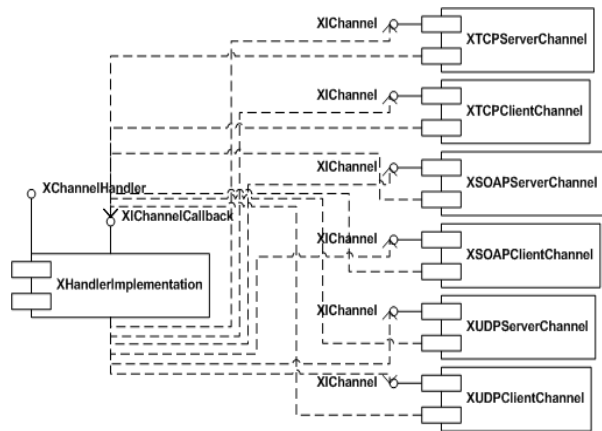 XIChannel
XTCPServerChannel
XIChannel
XTCPClientChannel
XIChannel
XSOAPServerChannel
XChannelHandler
XIChannelCallback
XIChannel
XSOAPClientChannel
XHandlerImplementation
XIChannel
XUDPServerChannel
XIChannel
XUDPClientChannel